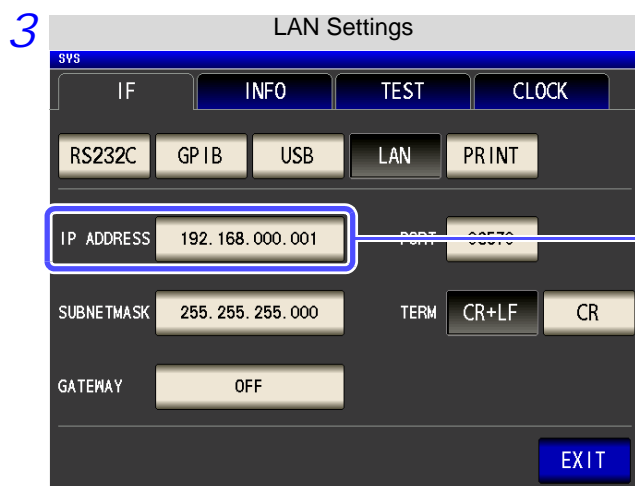 3
LAN Settings
SYS
IF INFO TEST CLOCK
RS232C GPIB USB LAN PRINT
IP ADDRESS 192.168.000.001 PORT
SUBNETMASK 255.255.255.000 TERM CR+LF CR
GATEWAY OFF
EXIT